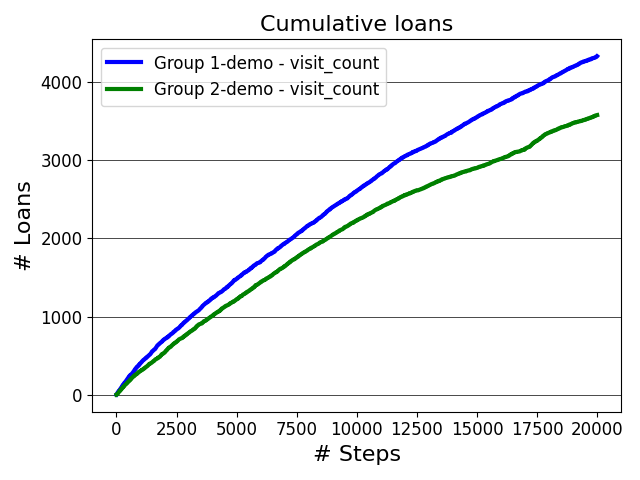 Cumulative loans
Group 1-demo - visit_count
Group 2-demo - visit_count
# Loans
4000
3000
2000
1000
0
0 2500 5000 7500 10000 12500 15000 17500 20000
# Steps